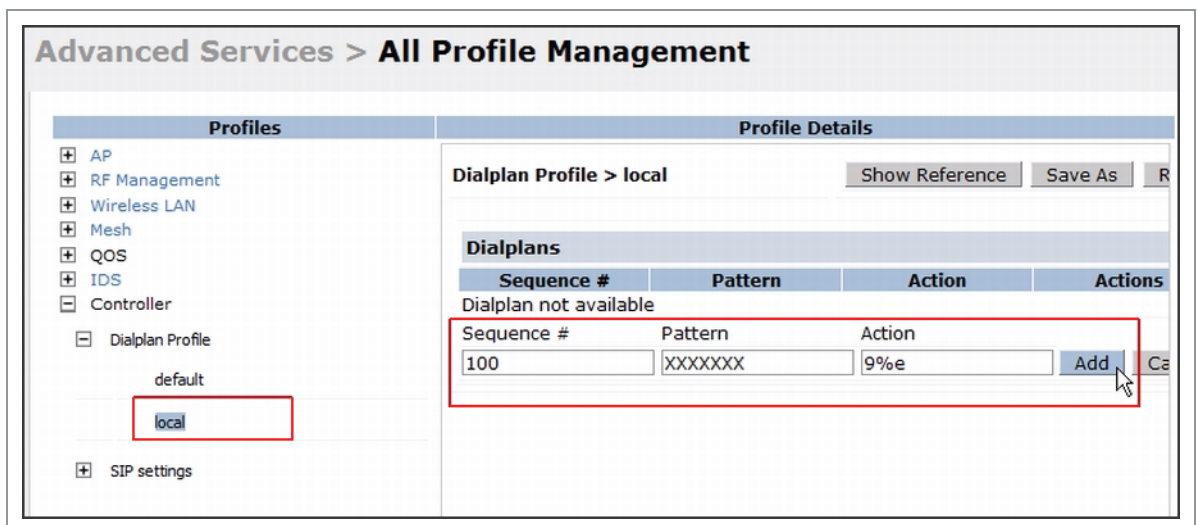 Advanced Services > All Profile Management
Profiles
Profile Details
AP
RF Management
Wireless LAN
Mesh
QOS
IDS
Controller
Dialplan Profile
default
local
SIP settings
Dialplan Profile > local Show Reference Save As R
Dialplans
Sequence # Pattern Action Actions
Dialplan not available
Sequence # Pattern Action
100 XXXXXXX 9%e Add Ca